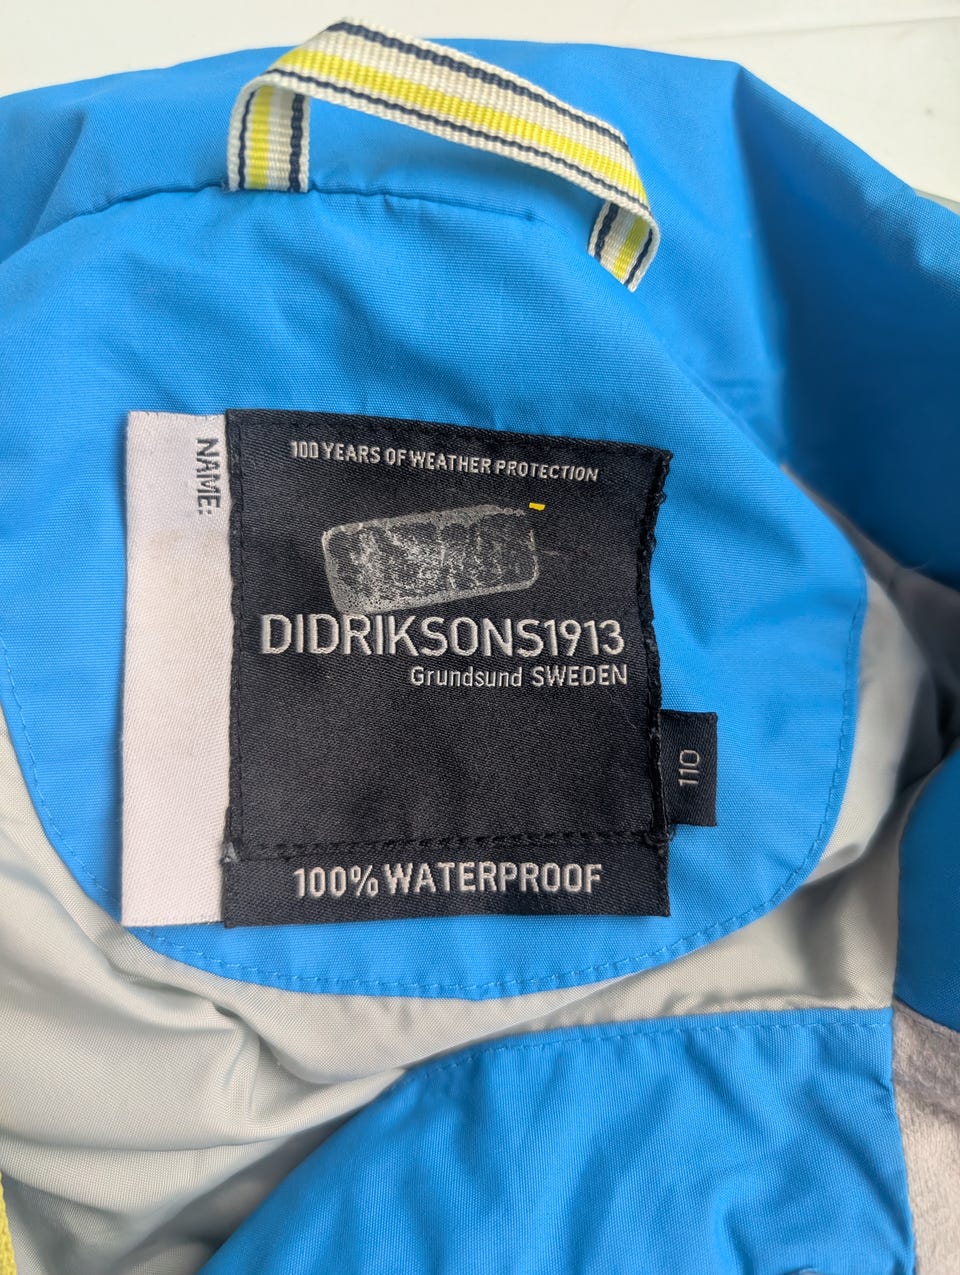 NAME:
100 YEARS OF WEATHER PROTECTION
DIDRIKSONS1913
Grundsund SWEDEN
110
100% WATERPROOF